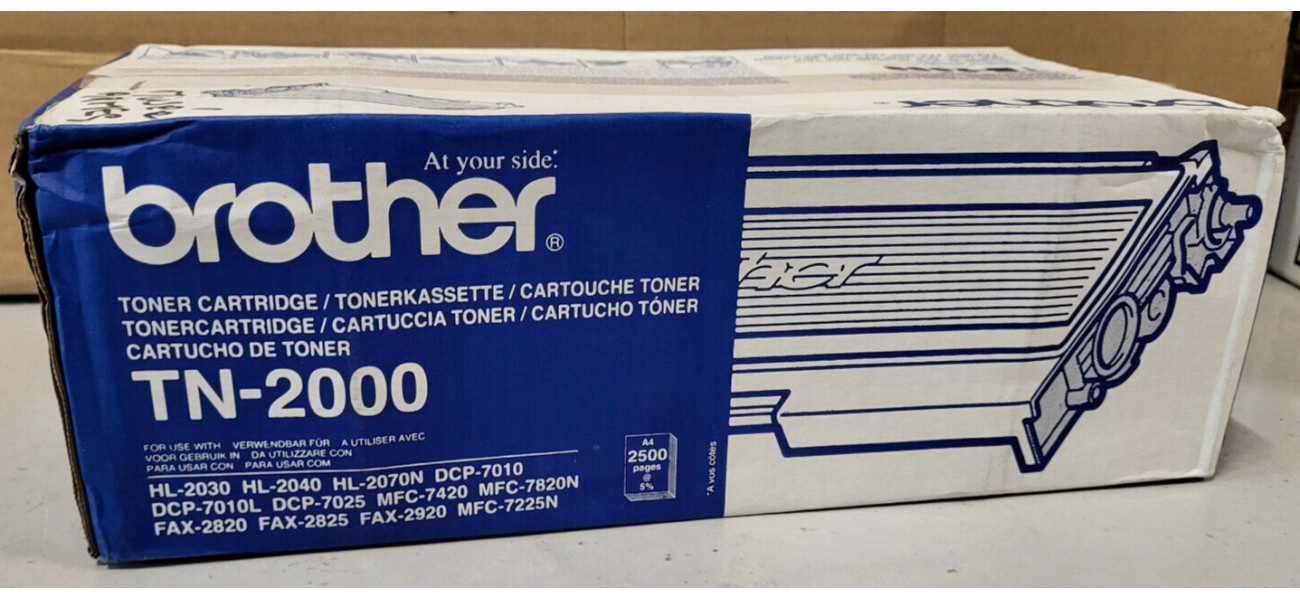 At your side.*
brother®
TONER CARTRIDGE / TONERKASSETTE / CARTOUCHE TONER
TONERCARTRIDGE / CARTUCCIA TONER / CARTUCHO TÓNER
CARTUCHO DE TONER
TN-2000
FOR USE WITH VERWENDBAR FÜR A UTILISER AVEC
VOOR GEBRUIK IN DA UTILIZZARE CON
PARA USAR CON PARA USAR COM
HL-2030 HL-2040 HL-2070N DCP-7010
DCP-7010L DCP-7025 MFC-7420 MFC-7820N
FAX-2820 FAX-2825 FAX-2920 MFC-7225N
A4
2500
pages
@
5%
*A vos côtés
brother